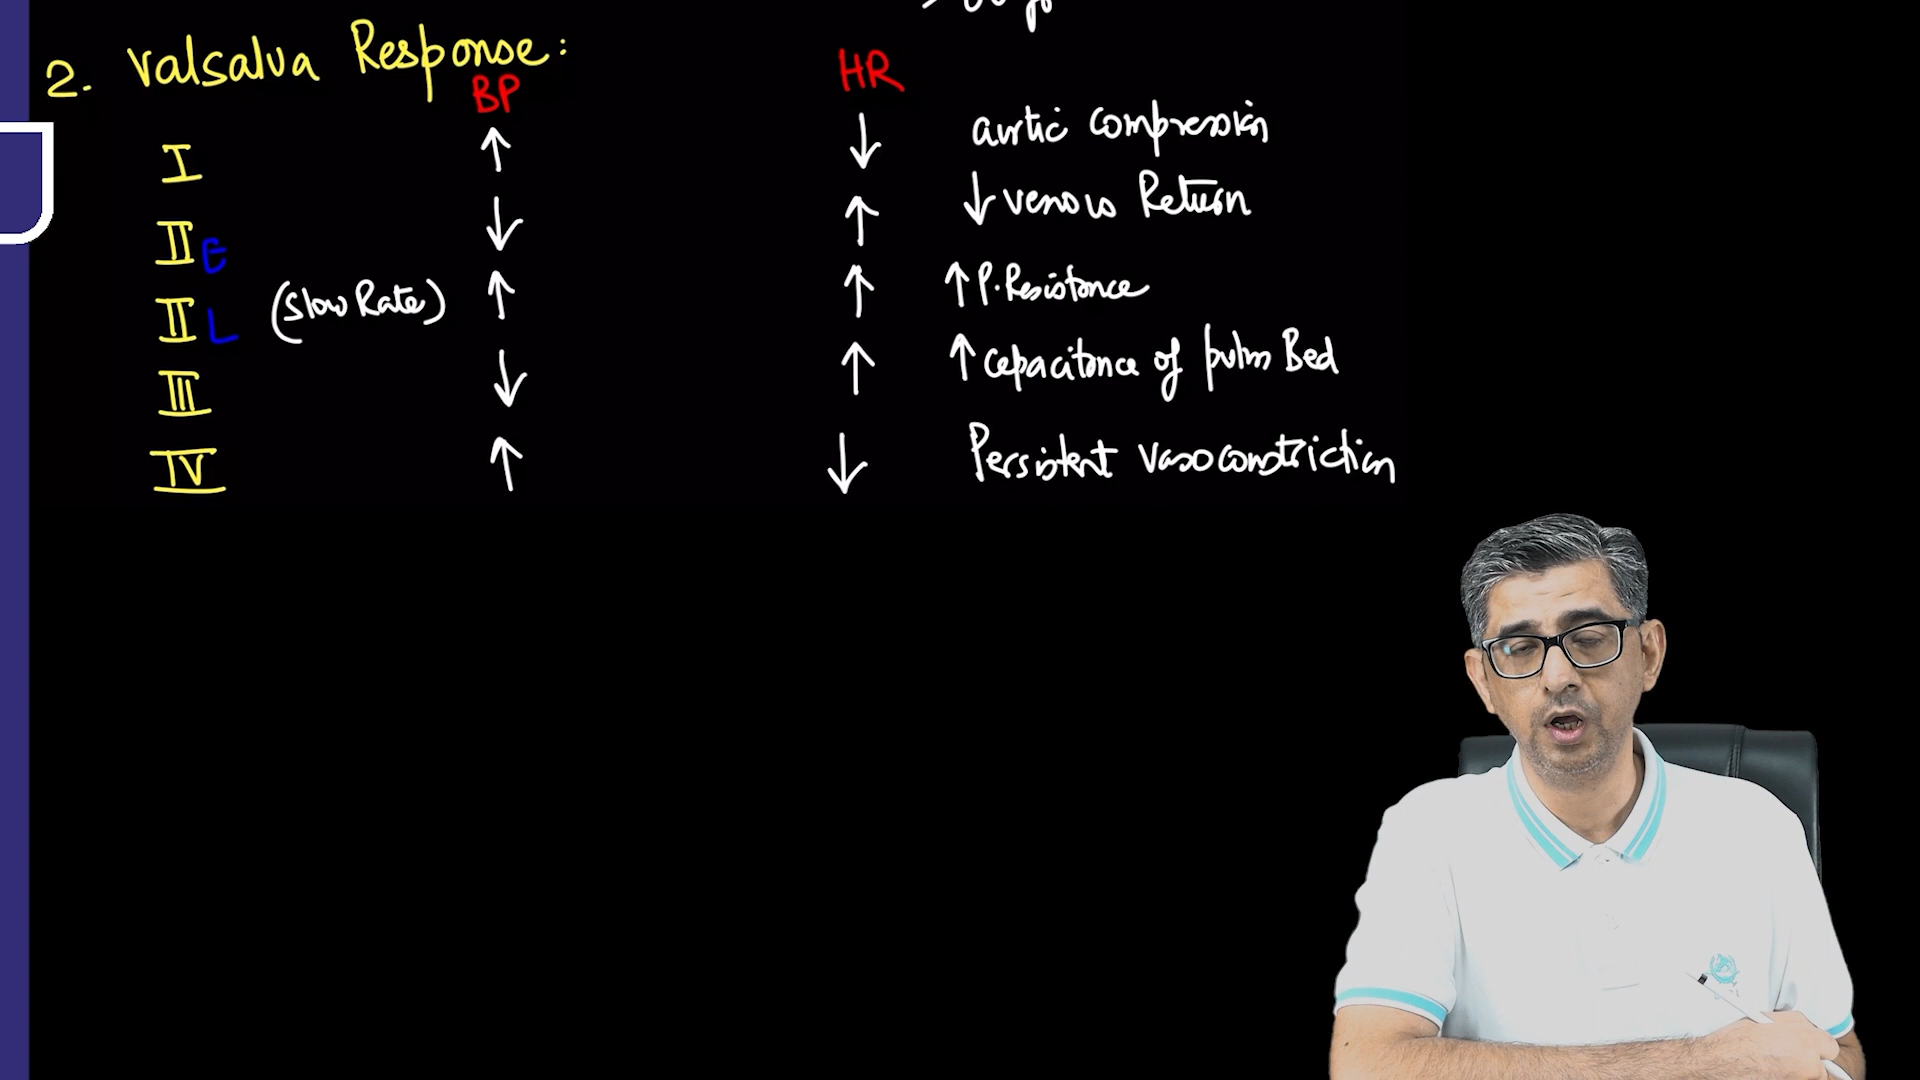 2. Valsalva Response:
BP HR
I ↑ ↓ aortic compression
II E ↓ ↑ ↓ venous Return
II L (Slow Rate) ↑ ↑ ↑ P. Resistance
III ↓ ↑ ↑ capacitance of pulm Bed
IV ↑ ↓ Persistent vasoconstriction